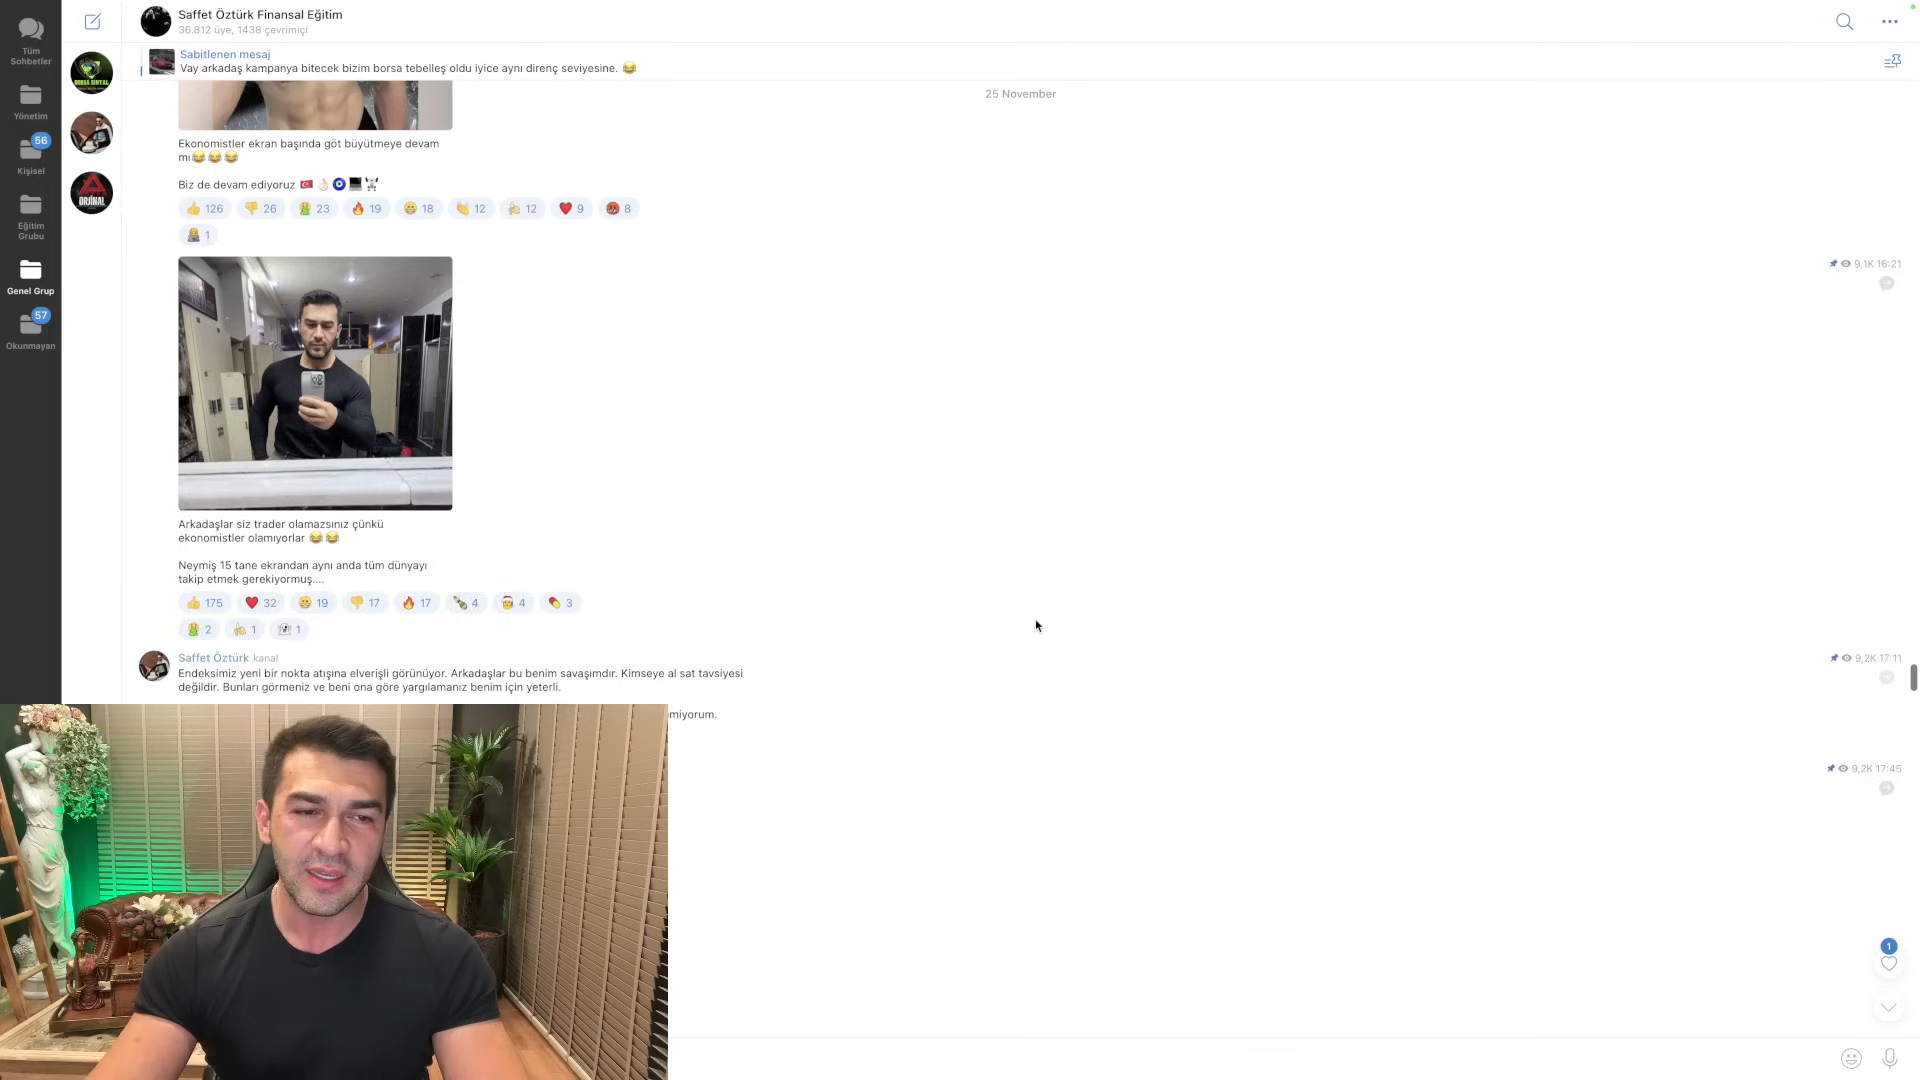 Saffet Öztürk Finansal Eğitim
36.812 üye, 1438 çevrimiçi
Sabitlenen mesaj
Vay arkadaş kampanya bitecek bizim borsa tebelleş oldu iyice aynı direnç seviyesine. 😂
Tüm
Sohbetler
Yönetim
56
Kişisel
Eğitim
Grubu
Genel Grup
57
Okunmayan
BORSA SİNYAL
ORJİNAL
25 November
Ekonomistler ekran başında göt büyütmeye devam
mı😂😂😂
Biz de devam ediyoruz 🇹🇷👌🏻🧿💻🏋
👍 126 👎 26 🤮 23 🔥 19 😁 18 👏 12 🍌 12 ❤️ 9 🤬 8
👨‍💻 1
9,1K 16:21
Arkadaşlar siz trader olamazsınız çünkü
ekonomistler olamıyorlar 😂😂
Neymiş 15 tane ekrandan aynı anda tüm dünyayı
takip etmek gerekiyormuş....
👍 175 ❤️ 32 😁 19 👎 17 🔥 17 🍾 4 🎅 4 💊 3
🤮 2 🍌 1 👻 1
Saffet Öztürk kanal
9,2K 17:11
Endeksimiz yeni bir nokta atışına elverişli görünüyor. Arkadaşlar bu benim savaşımdır. Kimseye al sat tavsiyesi
değildir. Bunları görmeniz ve beni ona göre yargılamanız benim için yeterli.
miyorum.
9,2K 17:45
1